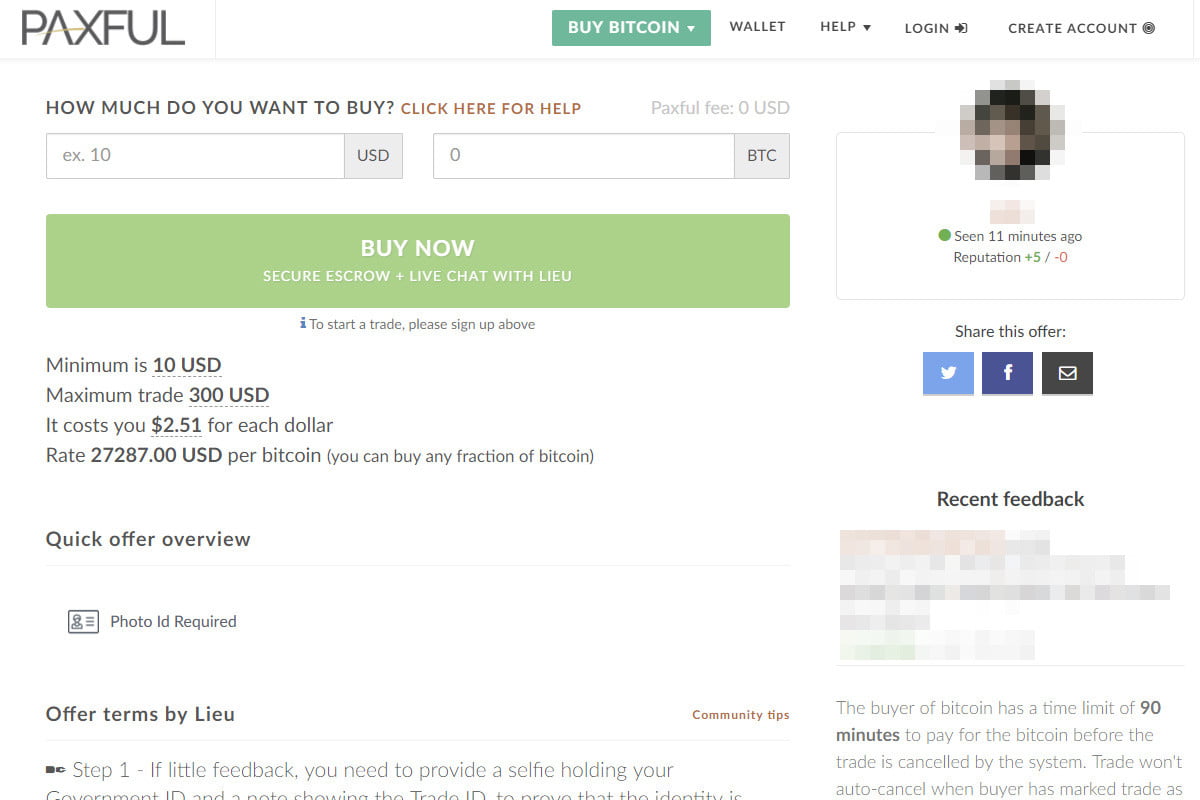 PAXFUL
BUY BITCOIN
WALLET
HELP
LOGIN
CREATE ACCOUNT
HOW MUCH DO YOU WANT TO BUY? CLICK HERE FOR HELP
Paxful fee: 0 USD
ex. 10
USD
0
BTC
BUY NOW
SECURE ESCROW + LIVE CHAT WITH LIEU
To start a trade, please sign up above
Minimum is 10 USD
Maximum trade 300 USD
It costs you $2.51 for each dollar
Rate 27287.00 USD per bitcoin (you can buy any fraction of bitcoin)
Quick offer overview
Photo Id Required
Offer terms by Lieu
Community tips
Step 1 - If little feedback, you need to provide a selfie holding your
Government ID and a note showing the Trade ID, to prove that the identity is
Seen 11 minutes ago
Reputation +5 / -0
Share this offer:
Recent feedback
The buyer of bitcoin has a time limit of 90
minutes to pay for the bitcoin before the
trade is cancelled by the system. Trade won't
auto-cancel when buyer has marked trade as